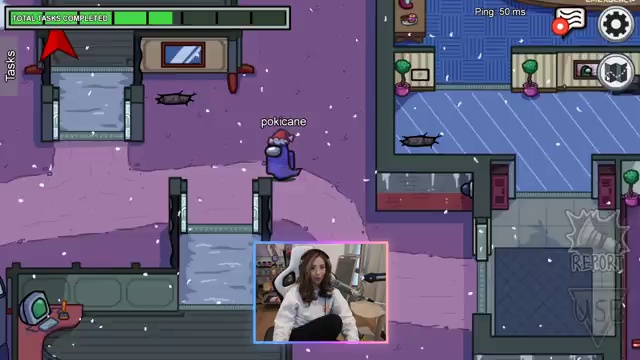 TOTAL TASKS COMPLETED
Ping: 50 ms
Tasks
pokicane
REPORT
USE